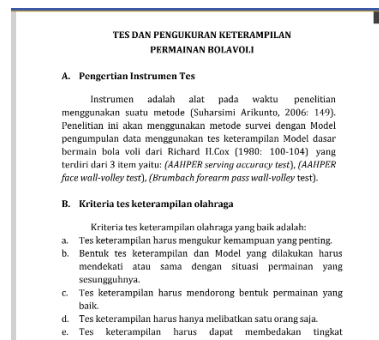 TES DAN PENGUKURAN KETERAMPILAN
PERMAINAN BOLAVOLI
A. Pengertian Instrumen Tes
Instrumen adalah alat pada waktu penelitian
menggunakan suatu metode (Suharsimi Arikunto, 2006: 149).
Penelitian ini akan menggunakan metode survei dengan Model
pengumpulan data menggunakan tes keterampilan Model dasar
bermain bola voli dari Richard H.Cox (1980: 100-104) yang
terdiri dari 3 item yaitu: (AAHPER serving accuracy test), (AAHPER
face wall-volley test), (Brumbach forearm pass wall-volley test).
B. Kriteria tes keterampilan olahraga
Kriteria tes keterampilan olahraga yang baik adalah:
a. Tes keterampilan harus mengukur kemampuan yang penting.
b. Bentuk tes keterampilan dan Model yang dilakukan harus
mendekati atau sama dengan situasi permainan yang
sesungguhnya.
c. Tes keterampilan harus mendorong bentuk permainan yang
baik.
d. Tes keterampilan harus hanya melibatkan satu orang saja.
e. Tes keterampilan harus dapat membedakan tingkat